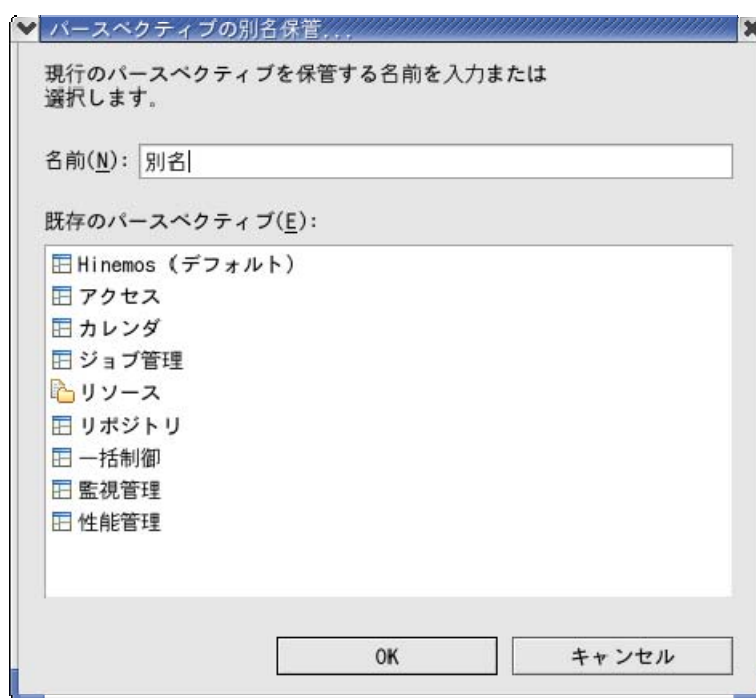 パースペクティブの別名保管...
現行のパースペクティブを保管する名前を入力または
選択します。
名前(N): 別名
既存のパースペクティブ(E):
Hinemos (デフォルト)
アクセス
カレンダ
ジョブ管理
リソース
リポジトリ
一括制御
監視管理
性能管理
OK キャンセル